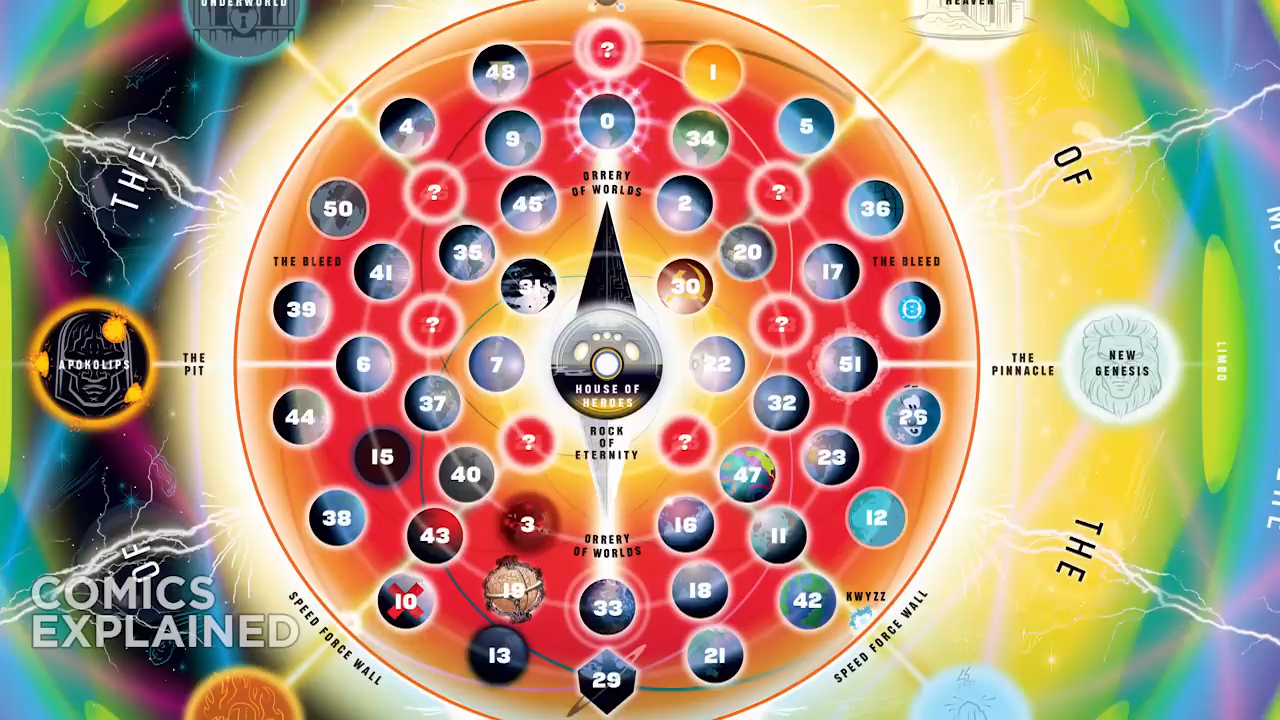 UNDERWORLD
HEAVEN
48
?
1
4
9
0
34
5
THE
OF
ORRERY
OF WORLDS
50
?
45
2
?
36
THE BLEED
41
35
20
17
THE BLEED
39
31
30
8
?
?
APOKOLIPS
THE
PIT
6
7
22
51
THE
PINNACLE
NEW
GENESIS
LIMBO
HOUSE OF
HEROES
44
37
32
26
ROCK
OF
ETERNITY
?
?
15
40
47
23
38
43
3
16
11
12
ORRERY
OF WORLDS
OF
THE
10
19
33
18
42
KWYZZ
SPEED FORCE WALL
SPEED FORCE WALL
13
29
21
COMICS
EXPLAINED